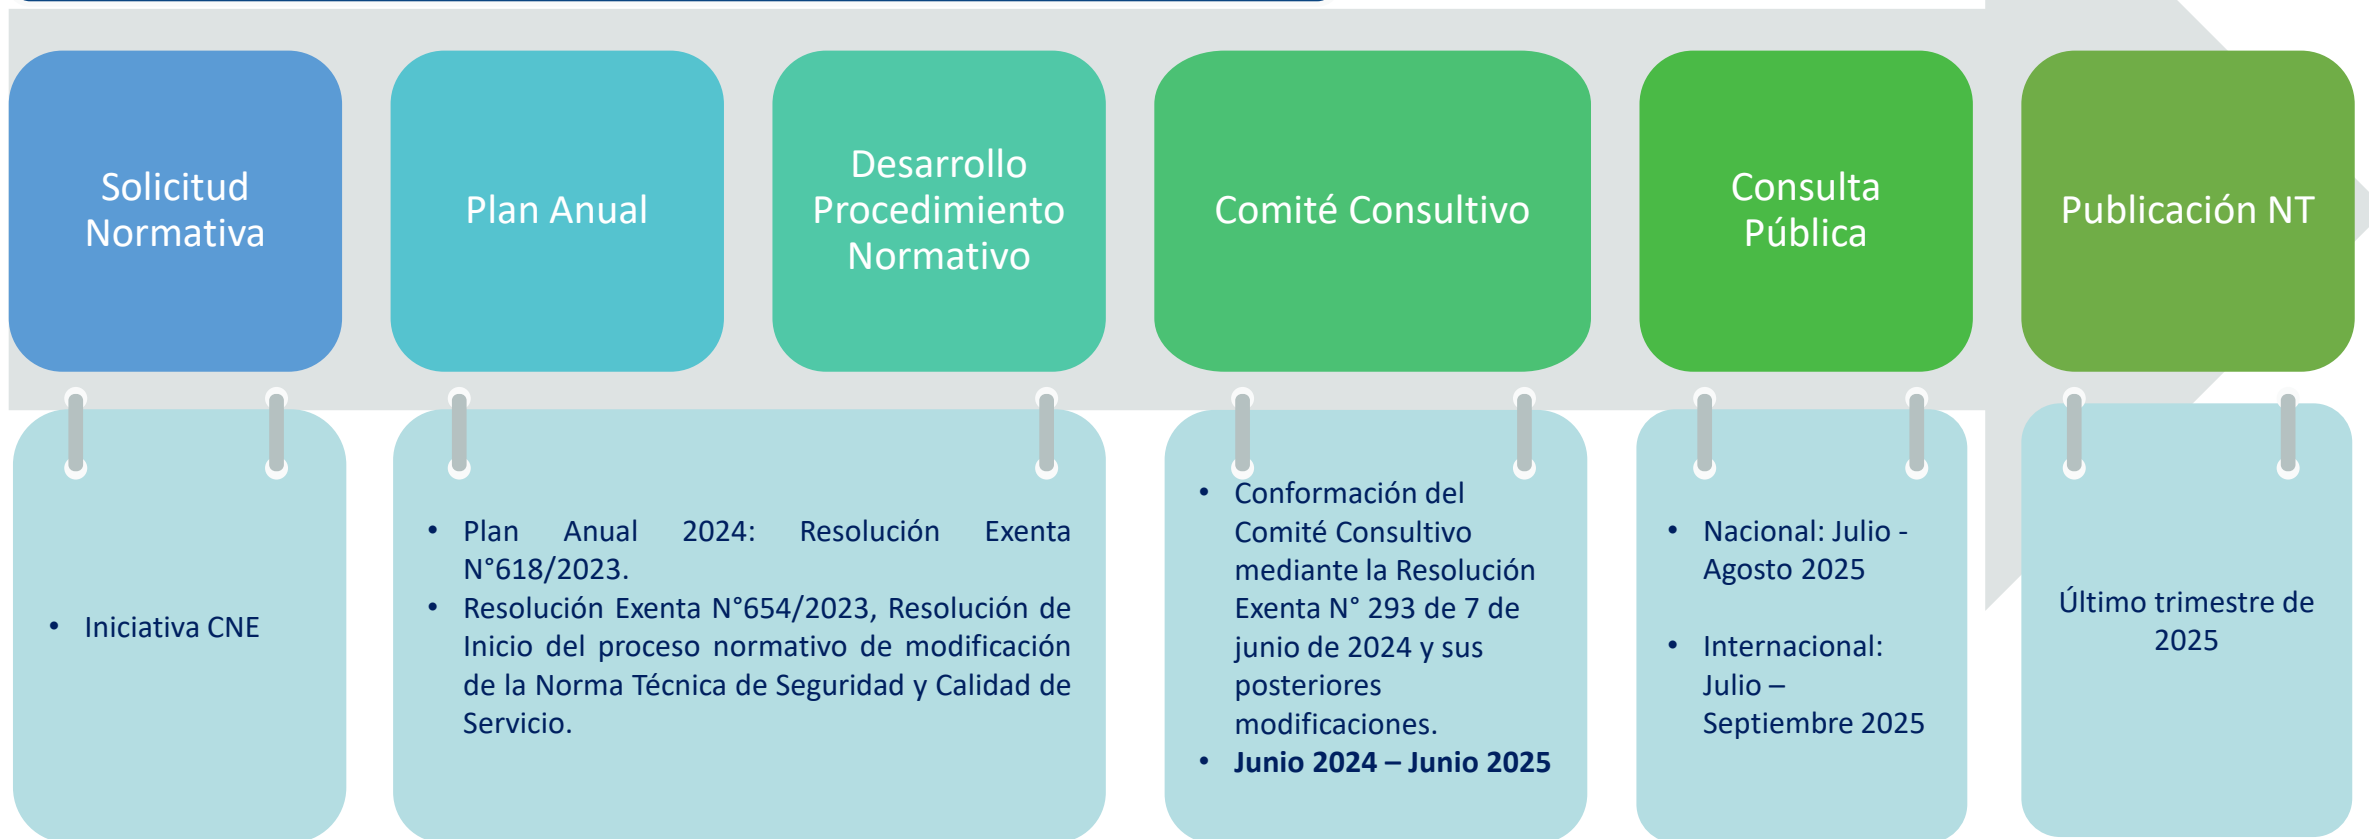 Solicitud
Normativa
Plan Anual
Desarrollo
Procedimiento
Normativo
Comité Consultivo
Consulta
Pública
Publicación NT
• Iniciativa CNE
• Plan Anual 2024: Resolución Exenta
N°618/2023.
• Resolución Exenta N°654/2023, Resolución de
Inicio del proceso normativo de modificación
de la Norma Técnica de Seguridad y Calidad de
Servicio.
• Conformación del
Comité Consultivo
mediante la Resolución
Exenta N° 293 de 7 de
junio de 2024 y sus
posteriores
modificaciones.
• Junio 2024 – Junio 2025
• Nacional: Julio -
Agosto 2025
• Internacional:
Julio –
Septiembre 2025
Último trimestre de
2025